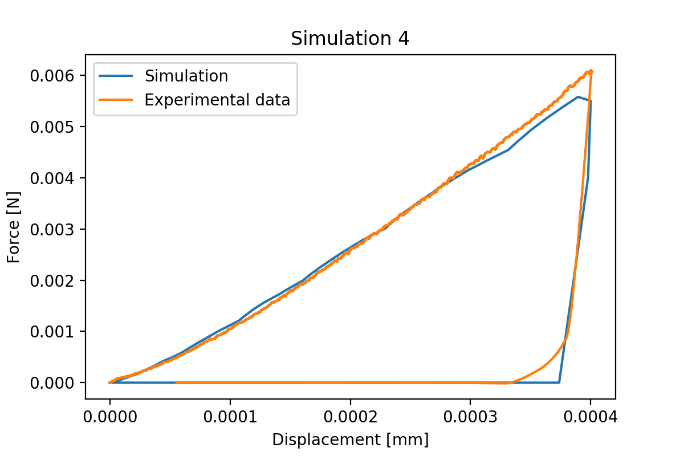 Simulation 4
Simulation
Experimental data
0.006
0.005
0.004
0.003
0.002
0.001
0.000
Force [N]
0.0000 0.0001 0.0002 0.0003 0.0004
Displacement [mm]